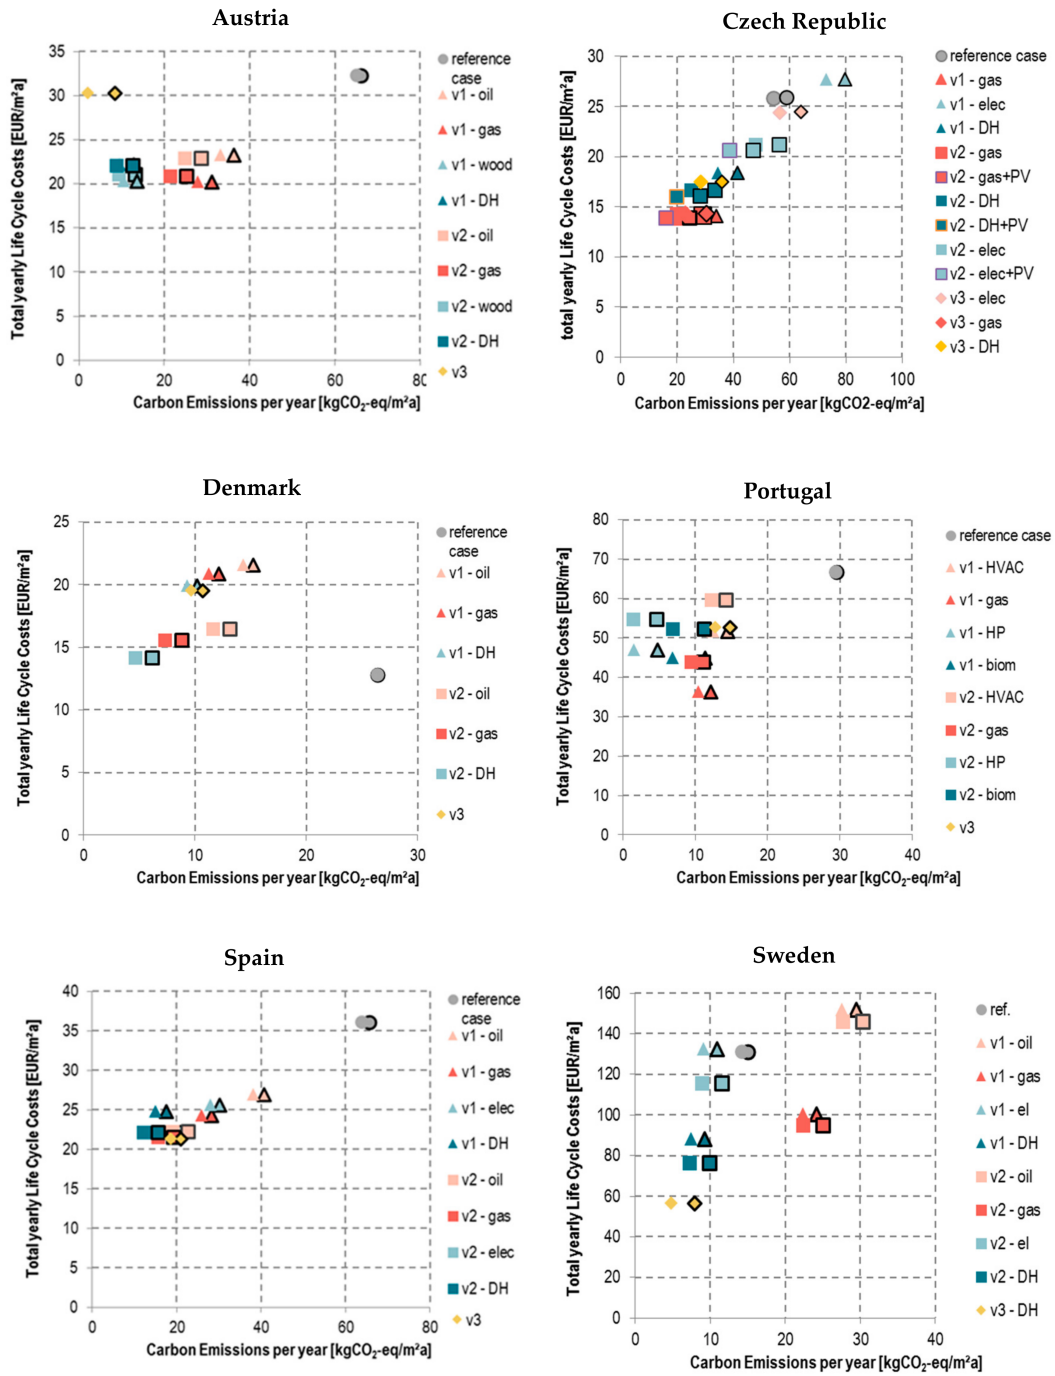 Austria
Total yearly Life Cycle Costs [EUR/m²a]
35
30
25
20
15
10
5
0
0 20 40 60 80
Carbon Emissions per year [kgCO₂-eq/m²a]
reference
case
v1 - oil
v1 - gas
v1 - wood
v1 - DH
v2 - oil
v2 - gas
v2 - wood
v2 - DH
v3
Czech Republic
total yearly Life Cycle Costs [EUR/m²a]
30
25
20
15
10
5
0
0 20 40 60 80 100
Carbon Emissions per year [kgCO2-eq/m²a]
reference case
v1 - gas
v1 - elec
v1 - DH
v2 - gas
v2 - gas+PV
v2 - DH
v2 - DH+PV
v2 - elec
v2 - elec+PV
v3 - elec
v3 - gas
v3 - DH
Denmark
Total yearly Life Cycle Costs [EUR/m²a]
25
20
15
10
5
0
0 10 20 30
Carbon Emissions per year [kgCO₂-eq/m²a]
reference
case
v1 - oil
v1 - gas
v1 - DH
v2 - oil
v2 - gas
v2 - DH
v3
Portugal
Total yearly Life Cycle Costs [EUR/m²a]
80
70
60
50
40
30
20
10
0
0 10 20 30 40
Carbon Emissions per year [kgCO₂-eq/m²a]
reference case
v1 - HVAC
v1 - gas
v1 - HP
v1 - biom
v2 - HVAC
v2 - gas
v2 - HP
v2 - biom
v3
Spain
Total yearly Life Cycle Costs [EUR/m²a]
40
35
30
25
20
15
10
5
0
0 20 40 60 80
Carbon Emissions per year [kgCO₂-eq/m²a]
reference
case
v1 - oil
v1 - gas
v1 - elec
v1 - DH
v2 - oil
v2 - gas
v2 - elec
v2 - DH
v3
Sweden
Total yearly Life Cycle Costs [EUR/m²a]
160
140
120
100
80
60
40
20
0
0 10 20 30 40
Carbon Emissions per year [kgCO₂-eq/m²a]
ref.
v1 - oil
v1 - gas
v1 - el
v1 - DH
v2 - oil
v2 - gas
v2 - el
v2 - DH
v3 - DH